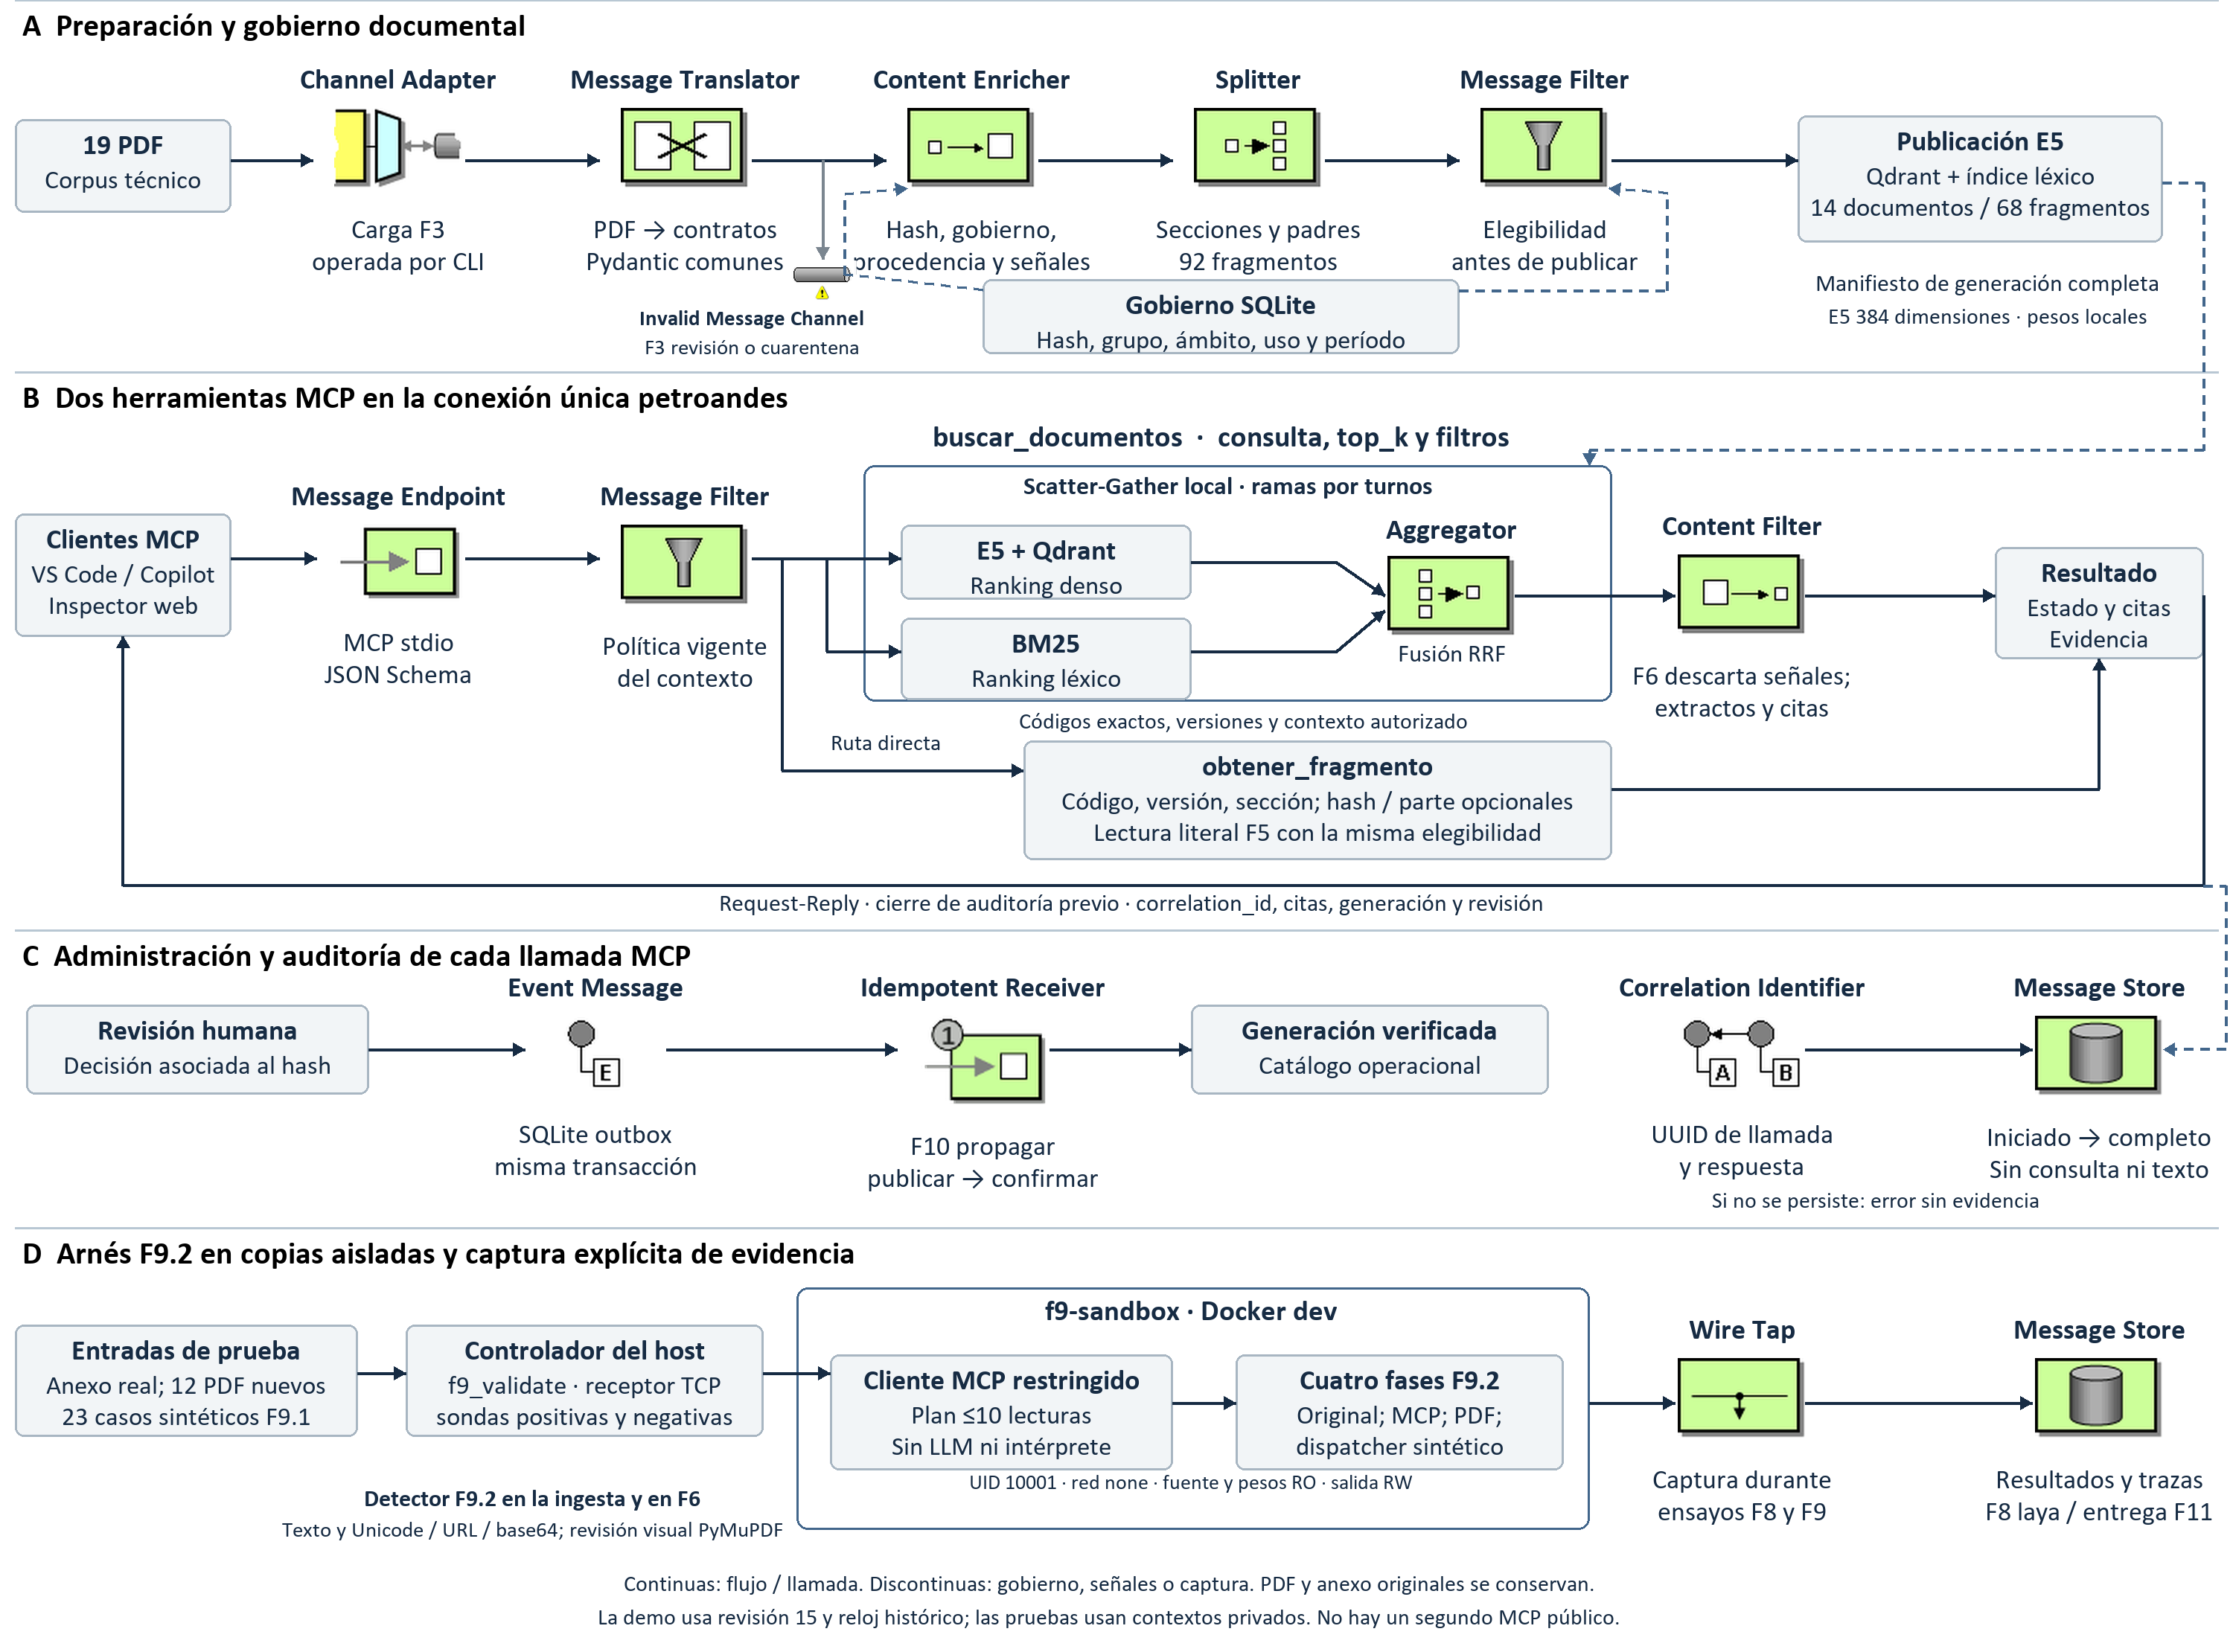 A Preparación y gobierno documental
Channel Adapter
Message Translator
Content Enricher
Splitter
Message Filter
19 PDF
Corpus técnico
Publicación E5
Qdrant + índice léxico
14 documentos / 68 fragmentos
Carga F3
operada por CLI
PDF → contratos
Pydantic comunes
Hash, gobierno,
procedencia y señales
Secciones y padres
92 fragmentos
Elegibilidad
antes de publicar
Manifiesto de generación completa
E5 384 dimensiones · pesos locales
Invalid Message Channel
F3 revisión o cuarentena
Gobierno SQLite
Hash, grupo, ámbito, uso y período
B Dos herramientas MCP en la conexión única petroandes
buscar_documentos · consulta, top_k y filtros
Scatter-Gather local · ramas por turnos
Message Endpoint
Message Filter
Aggregator
Content Filter
Clientes MCP
VS Code / Copilot
Inspector web
E5 + Qdrant
Ranking denso
BM25
Ranking léxico
Fusión RRF
Resultado
Estado y citas
Evidencia
MCP stdio
JSON Schema
Política vigente
del contexto
F6 descarta señales;
extractos y citas
Códigos exactos, versiones y contexto autorizado
Ruta directa
obtener_fragmento
Código, versión, sección; hash / parte opcionales
Lectura literal F5 con la misma elegibilidad
Request-Reply · cierre de auditoría previo · correlation_id, citas, generación y revisión
C Administración y auditoría de cada llamada MCP
Event Message
Idempotent Receiver
Correlation Identifier
Message Store
Revisión humana
Decisión asociada al hash
E
1
Generación verificada
Catálogo operacional
A
B
SQLite outbox
misma transacción
F10 propagar
publicar → confirmar
UUID de llamada
y respuesta
Iniciado → completo
Sin consulta ni texto
Si no se persiste: error sin evidencia
D Arnés F9.2 en copias aisladas y captura explícita de evidencia
f9-sandbox · Docker dev
Wire Tap
Message Store
Entradas de prueba
Anexo real; 12 PDF nuevos
23 casos sintéticos F9.1
Controlador del host
f9_validate · receptor TCP
sondas positivas y negativas
Cliente MCP restringido
Plan ≤10 lecturas
Sin LLM ni intérprete
Cuatro fases F9.2
Original; MCP; PDF;
dispatcher sintético
UID 10001 · red none · fuente y pesos RO · salida RW
Captura durante
ensayos F8 y F9
Resultados y trazas
F8 laya / entrega F11
Detector F9.2 en la ingesta y en F6
Texto y Unicode / URL / base64; revisión visual PyMuPDF
Continuas: flujo / llamada. Discontinuas: gobierno, señales o captura. PDF y anexo originales se conservan.
La demo usa revisión 15 y reloj histórico; las pruebas usan contextos privados. No hay un segundo MCP público.